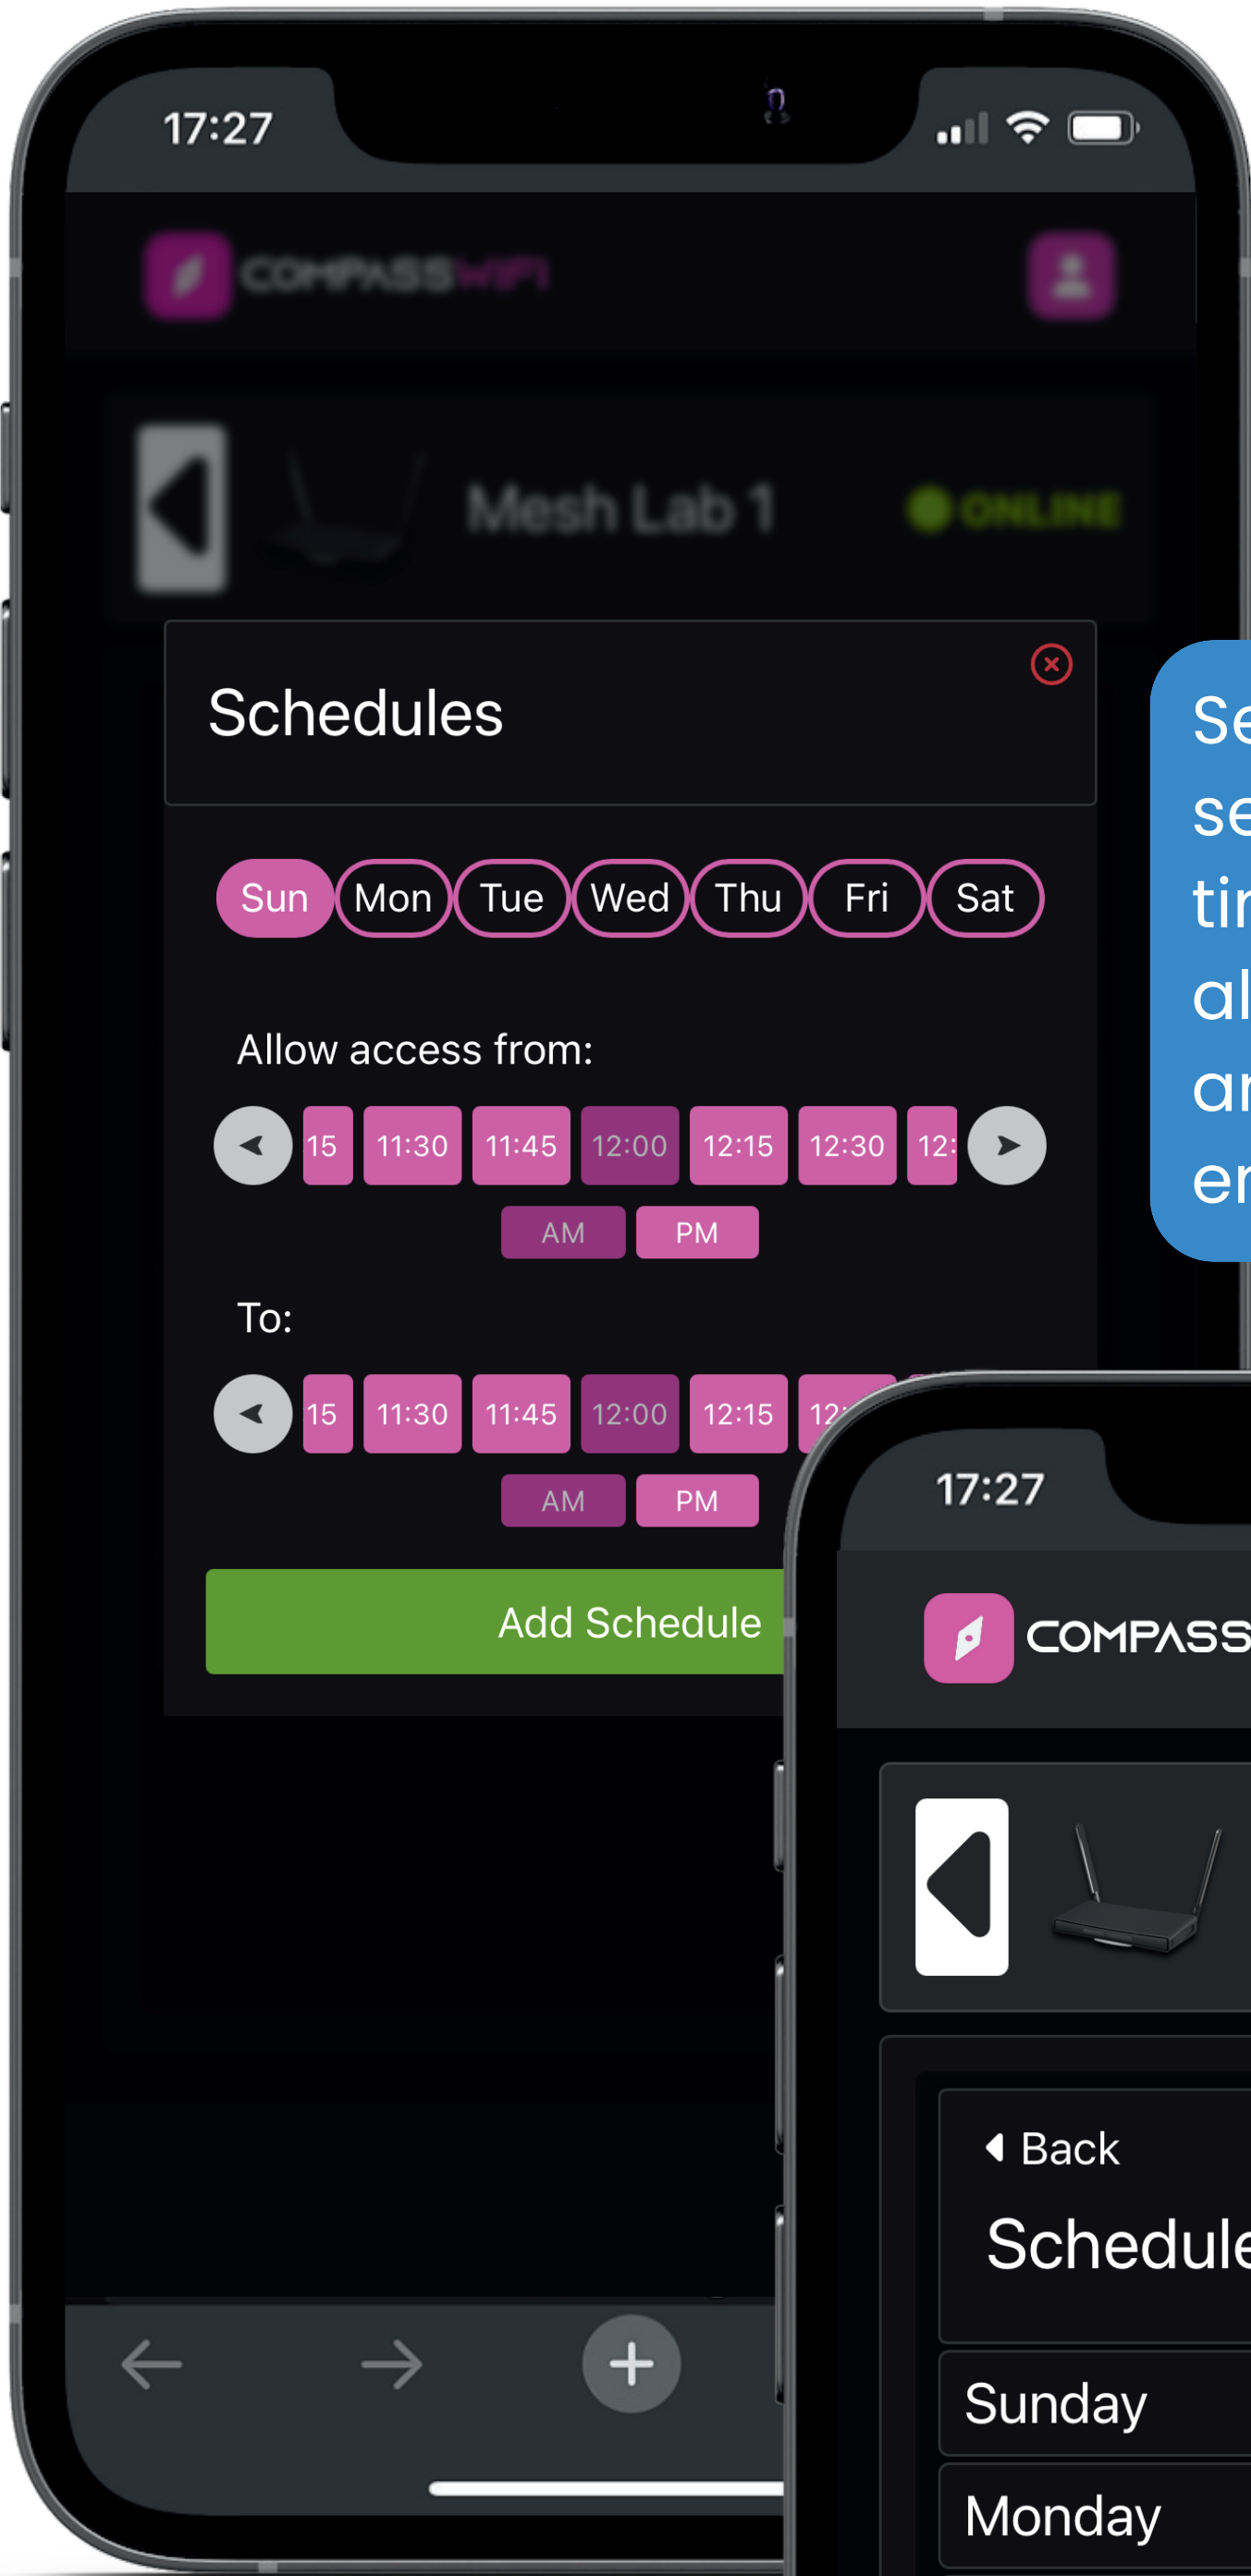 17:27
COMPASSWIFI
Mesh Lab 1
ONLINE
Schedules
Sun Mon Tue Wed Thu Fri Sat
Allow access from:
15 11:30 11:45 12:00 12:15 12:30 12:
AM PM
To:
15 11:30 11:45 12:00 12:15 12:
AM PM
Add Schedule
17:27
COMPASS
Back
Schedule
Sunday
Monday